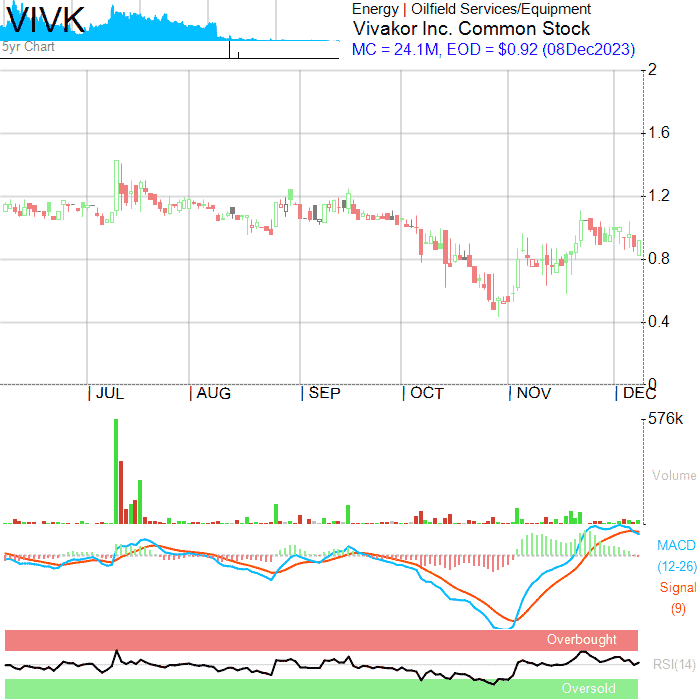 VIVK
5yr Chart
Energy | Oilfield Services/Equipment
Vivakor Inc. Common Stock
MC = 24.1M, EOD = $0.92 (08Dec2023)
2
1.6
1.2
0.8
0.4
0
JUL
AUG
SEP
OCT
NOV
DEC
576k
Volume
MACD
(12-26)
Signal
(9)
Overbought
RSI(14)
Oversold